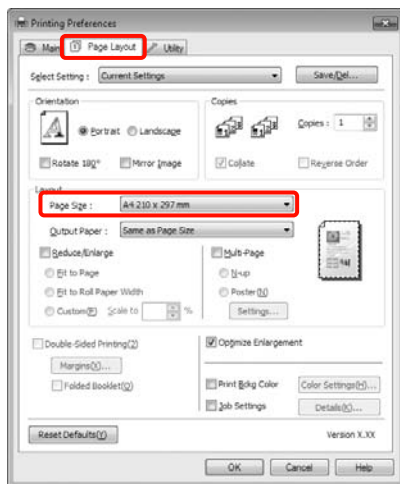 Printing Preferences
Main Page Layout Utility
Select Setting : Current Settings Save/Del...
Orientation Copies
A Portrait Landscape Copies : 1
Rotate 180° Mirror Image Collate Reverse Order
Layout
Page Size : A4 210 x 297 mm
Output Paper : Same as Page Size
Reduce/Enlarge Multi-Page
Fit to Page N-up
Fit to Roll Paper Width Poster(N)
Custom(F) Scale to % Settings...
Double-Sided Printing(2) Optimize Enlargement
Margins(X)...
Folded Booklet(Q) Print Bckg Color Color Settings(H)...
Job Settings Details(K)...
Reset Defaults(Y) Version X.XX
OK Cancel Help